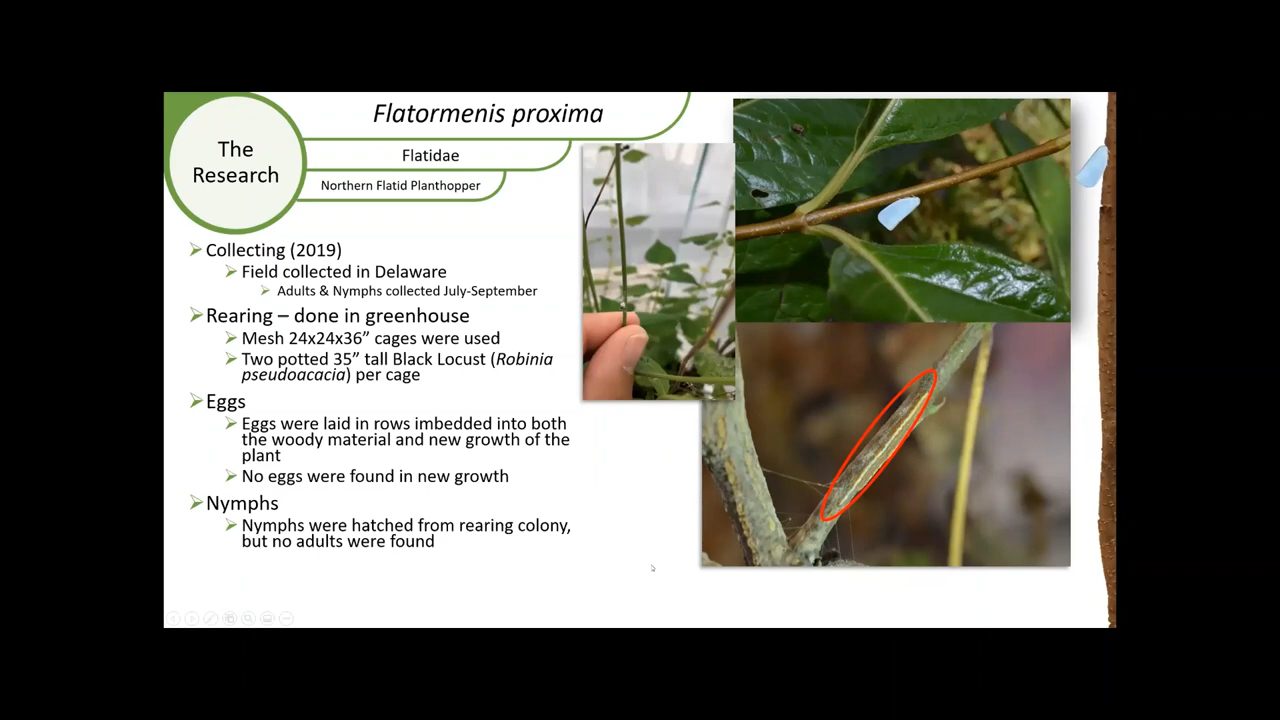 The
Research
Flatormenis proxima
Flatidae
Northern Flatid Planthopper
Collecting (2019)
Field collected in Delaware
Adults & Nymphs collected July-September
Rearing – done in greenhouse
Mesh 24x24x36” cages were used
Two potted 35” tall Black Locust (Robinia
pseudoacacia) per cage
Eggs
Eggs were laid in rows imbedded into both
the woody material and new growth of the
plant
No eggs were found in new growth
Nymphs
Nymphs were hatched from rearing colony,
but no adults were found